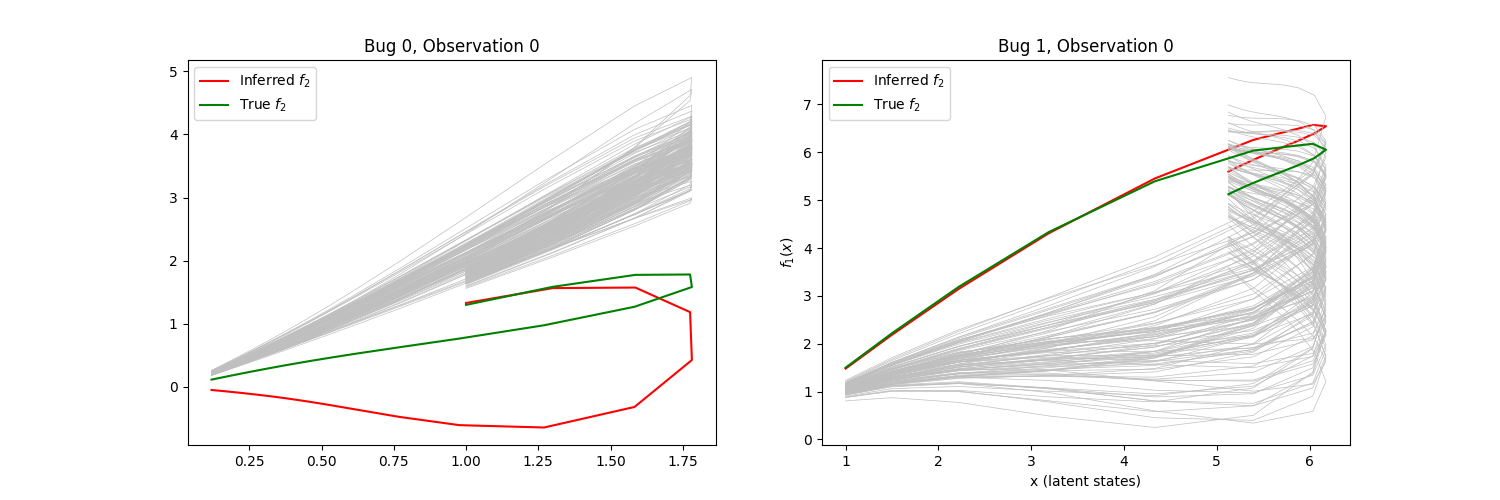 Bug 0, Observation 0
Inferred f₂
True f₂
5
4
3
2
1
0
0.25 0.50 0.75 1.00 1.25 1.50 1.75
Bug 1, Observation 0
Inferred f₂
True f₂
f₁(x)
7
6
5
4
3
2
1
0
1 2 3 4 5 6
x (latent states)